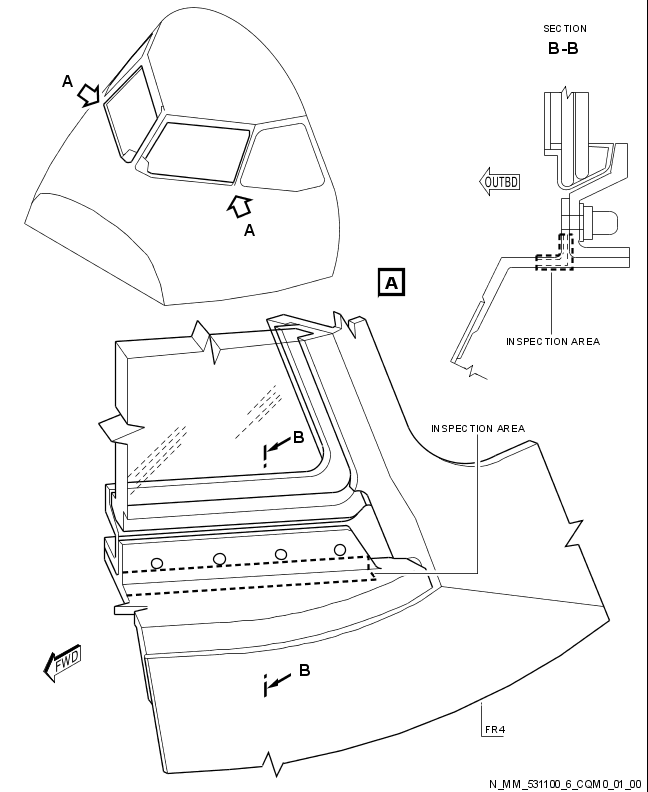 SECTION
B-B
A
A
OUTBD
INSPECTION AREA
A
INSPECTION AREA
B
B
FWD
FR4
N_MM_531100_6_CQM0_01_00